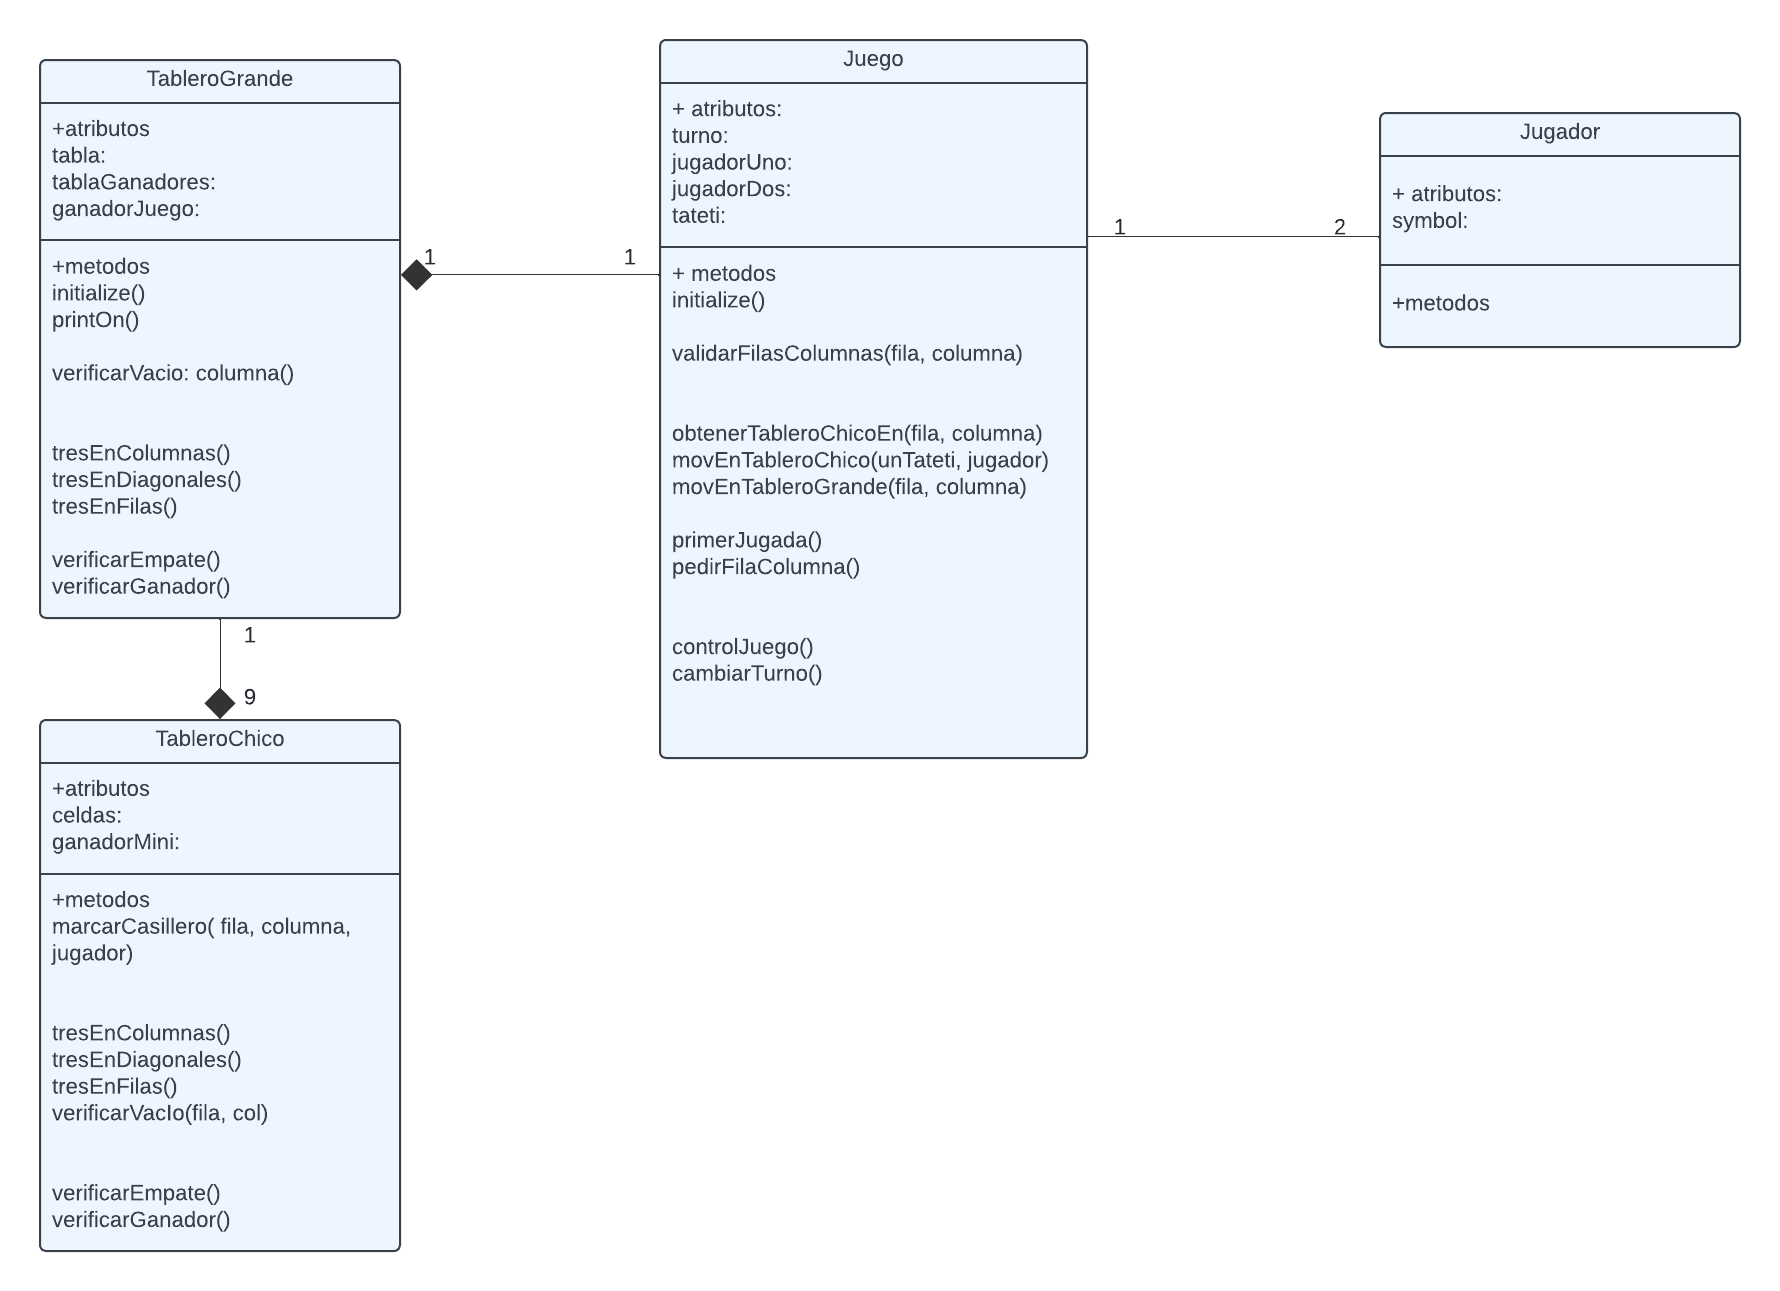 TableroGrande
+atributos
tabla:
tablaGanadores:
ganadorJuego:
+metodos
initialize()
printOn()
verificarVacio: columna()
tresEnColumnas()
tresEnDiagonales()
tresEnFilas()
verificarEmpate()
verificarGanador()
1
1
Juego
+ atributos:
turno:
jugadorUno:
jugadorDos:
tateti:
+ metodos
initialize()
validarFilasColumnas(fila, columna)
obtenerTableroChicoEn(fila, columna)
movEnTableroChico(unTateti, jugador)
movEnTableroGrande(fila, columna)
primerJugada()
pedirFilaColumna()
controlJuego()
cambiarTurno()
1
2
Jugador
+ atributos:
symbol:
+metodos
1
9
TableroChico
+atributos
celdas:
ganadorMini:
+metodos
marcarCasillero( fila, columna,
jugador)
tresEnColumnas()
tresEnDiagonales()
tresEnFilas()
verificarVacIo(fila, col)
verificarEmpate()
verificarGanador()